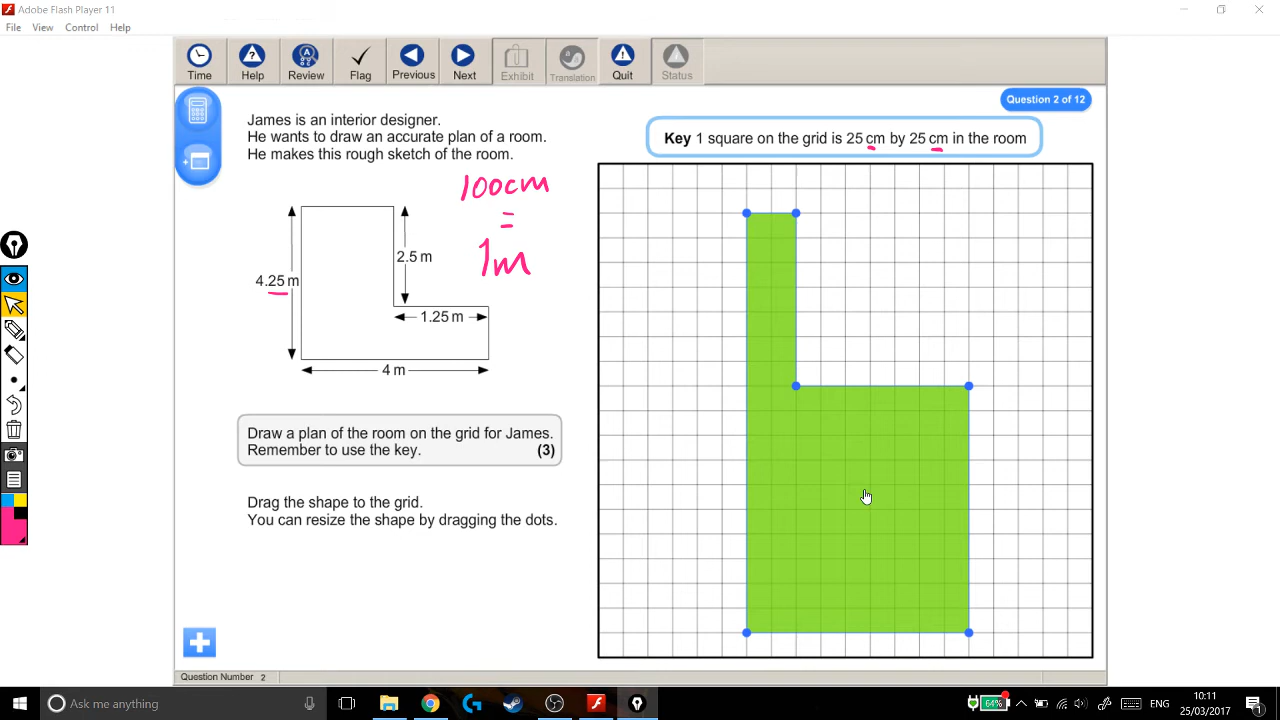 Adobe Flash Player 11
File View Control Help
Time Help Review Flag Previous Next Exhibit Translation Quit Status
Question 2 of 12
James is an interior designer.
He wants to draw an accurate plan of a room.
He makes this rough sketch of the room.
Key 1 square on the grid is 25 cm by 25 cm in the room
100cm
=
1m
2.5 m
4.25 m
1.25 m
4 m
Draw a plan of the room on the grid for James.
Remember to use the key. (3)
Drag the shape to the grid.
You can resize the shape by dragging the dots.
Question Number 2
Ask me anything
64%
ENG
10:11
25/03/2017
1